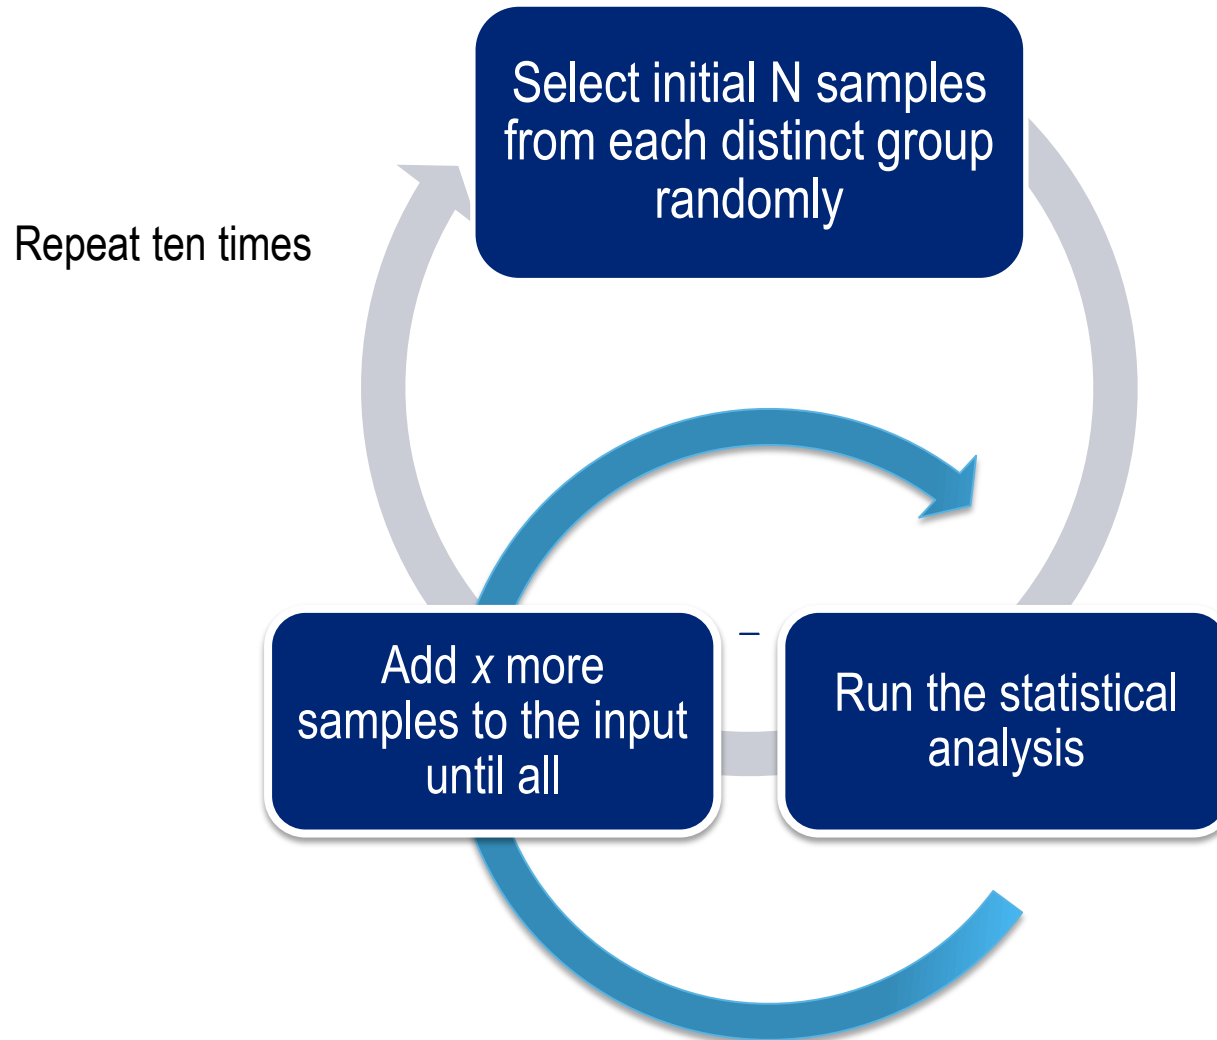 Select initial N samples
from each distinct group
randomly
Repeat ten times
Add x more
samples to the input
until all
–
Run the statistical
analysis